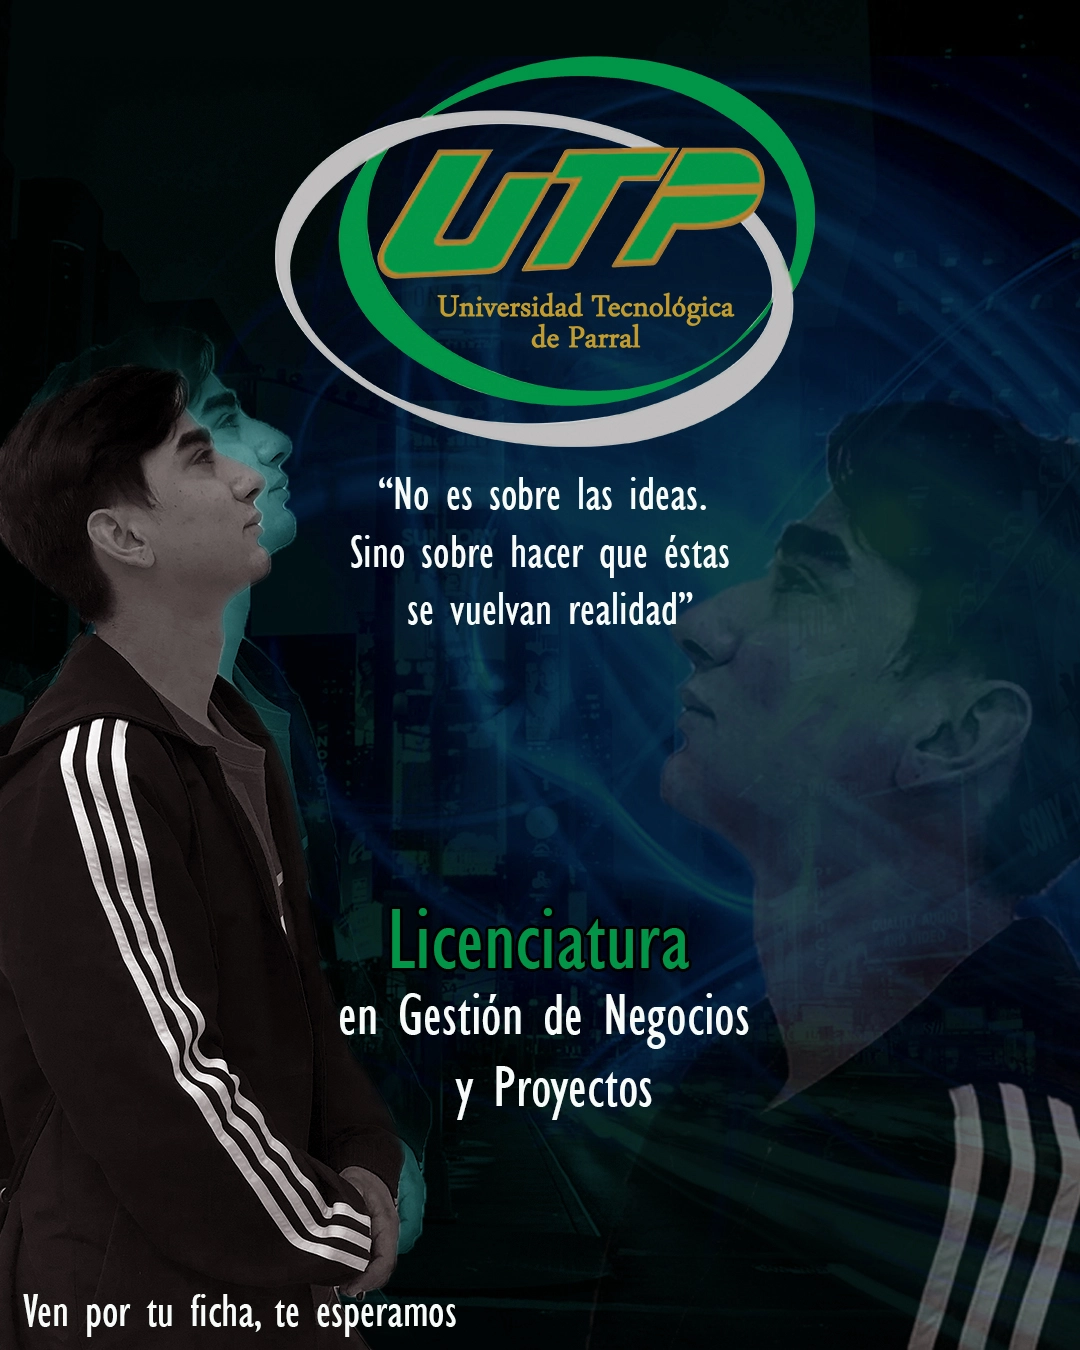 UTP
Universidad Tecnológica
de Parral
“No es sobre las ideas.
Sino sobre hacer que éstas
se vuelvan realidad”
Licenciatura
en Gestión de Negocios
y Proyectos
Ven por tu ficha, te esperamos